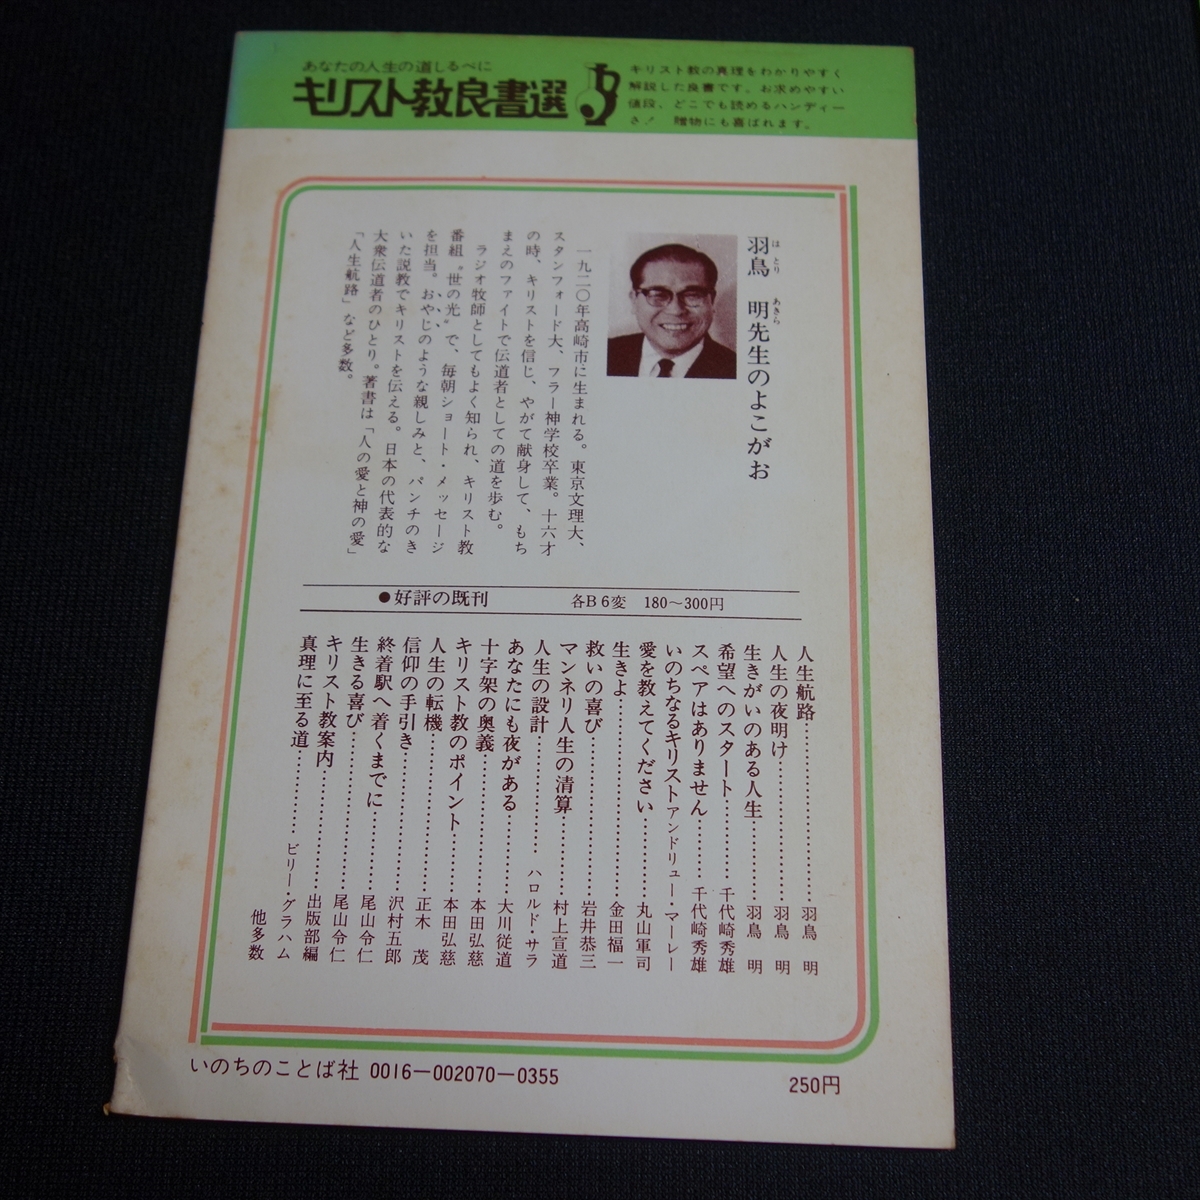 あなたの人生の道しるべに
キリスト教良書選
キリスト教の真理をわかりやすく
解説した良書です。お求めやすい
値段、どこでも読めるハンディー
さ！　贈物にも喜ばれます。
羽鳥　明先生のよこがお
はとり　あきら
一九二〇年高崎市に生まれる。東京文理大、
スタンフォード大、フラー神学校卒業。十六才
の時、キリストを信じ、やがて献身して、もち
まえのファイトで伝道者としての道を歩む。
ラジオ牧師としてもよく知られ、キリスト教
番組“世の光”で、毎朝ショート・メッセージ
を担当。おやじのような親しみと、パンチのき
いた説教でキリストを伝える。日本の代表的な
大衆伝道者のひとり。著書は「人の愛と神の愛」
「人生航路」など多数。
●好評の既刊　各B6変　180〜300円
人生航路……………羽鳥　明
人生の夜明け……………羽鳥　明
生きがいのある人生……………羽鳥　明
希望へのスタート……………千代崎秀雄
スペアはありません……………千代崎秀雄
いのちなるキリスト アンドリュー・マーレー
愛を教えてください……………丸山軍司
生きよ……………金田福一
救いの喜び……………岩井恭三
マンネリ人生の清算……………村上宣道
人生の設計……………ハロルド・サラ
あなたにも夜がある……………大川従道
十字架の奥義……………本田弘慈
キリスト教のポイント……………本田弘慈
人生の転機……………正木　茂
信仰の手引き……………沢村五郎
終着駅へ着くまでに……………尾山令仁
生きる喜び……………尾山令仁
キリスト教案内……………出版部編
真理に至る道……………ビリー・グラハム
他多数
いのちのことば社 0016―002070―0355
250円